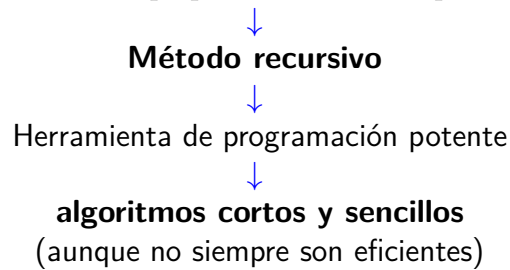 ↓
Método recursivo
↓
Herramienta de programación potente
↓
algoritmos cortos y sencillos
(aunque no siempre son eficientes)